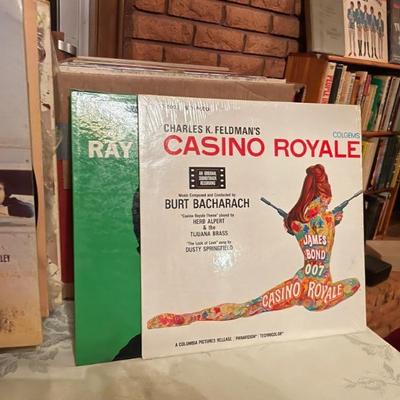 RAY
CHARLES K. FELDMAN'S
COLGEMS
CASINO ROYALE
AN ORIGINAL
SOUNDTRACK
RECORDING
Music Composed and Conducted by
BURT BACHARACH
"Casino Royale Theme" played by
HERB ALPERT
& the
TIJUANA BRASS
"The Look of Love" sung by
DUSTY SPRINGFIELD
JAMES
BOND
007
CASINO ROYALE
A COLUMBIA PICTURES RELEASE / PANAVISION® / TECHNICOLOR®
LEY